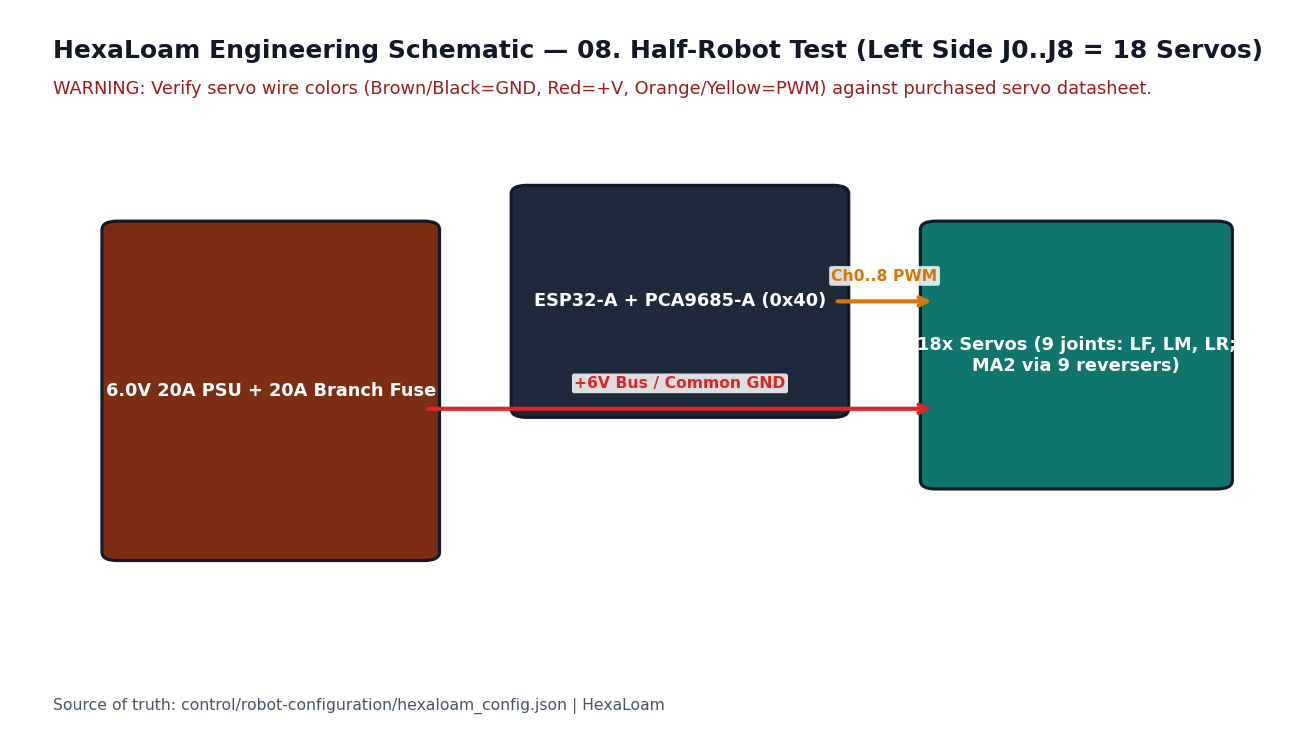 HexaLoam Engineering Schematic — 08. Half-Robot Test (Left Side J0..J8 = 18 Servos)
WARNING: Verify servo wire colors (Brown/Black=GND, Red=+V, Orange/Yellow=PWM) against purchased servo datasheet.
Ch0..8 PWM
ESP32-A + PCA9685-A (0x40)
18x Servos (9 joints: LF, LM, LR;
MA2 via 9 reversers)
+6V Bus / Common GND
6.0V 20A PSU + 20A Branch Fuse
Source of truth: control/robot-configuration/hexaloam_config.json | HexaLoam